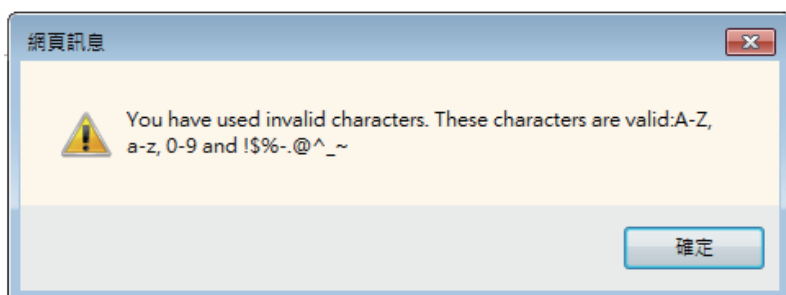 網頁訊息
You have used invalid characters. These characters are valid:A-Z,
a-z, 0-9 and !$%-.@^_~
確定